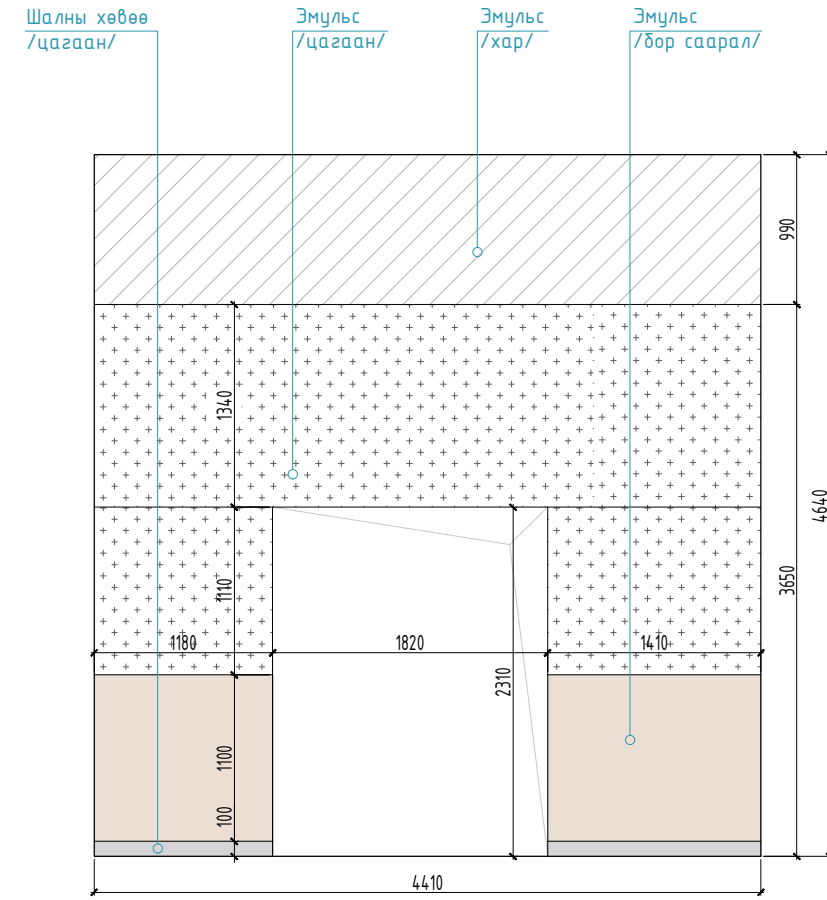 Шалны хөвөө
/цагаан/
Эмульс
/цагаан/
Эмульс
/хар/
Эмульс
/бор саарал/
990
1340
4640
3650
1110
1180
1820
1410
2310
1100
100
4410